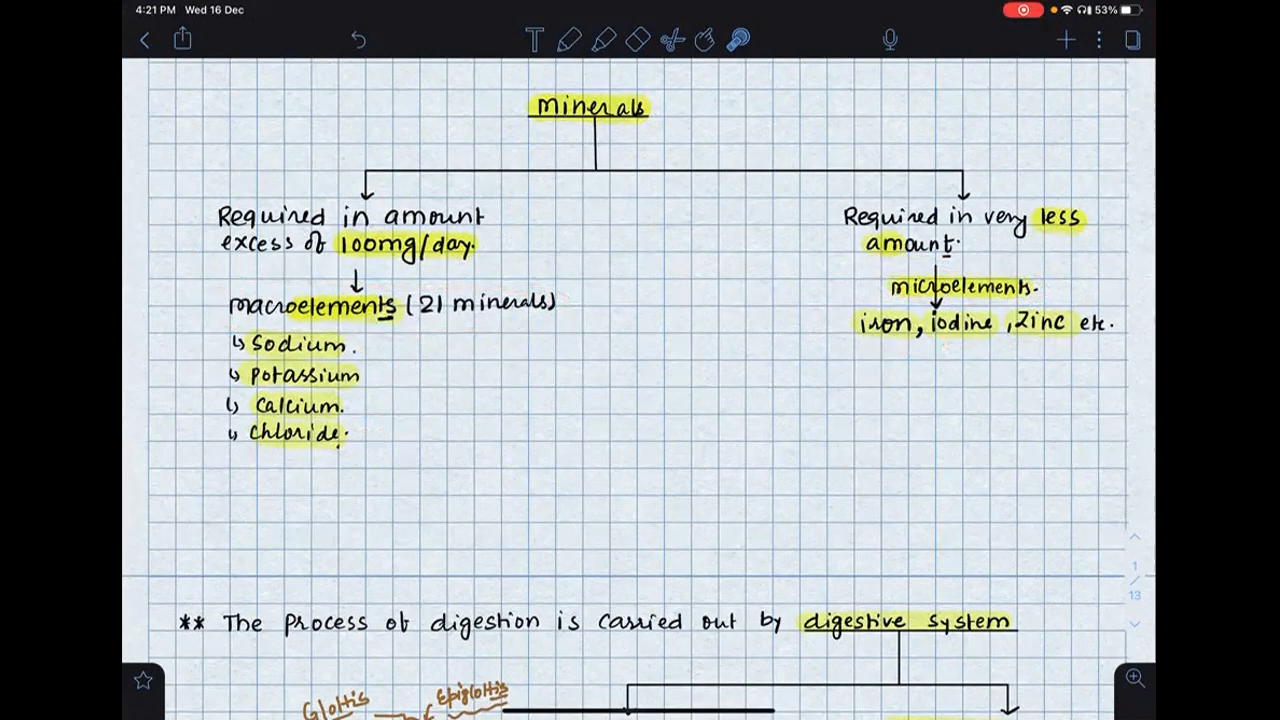 4:21 PM Wed 16 Dec
53%
minerals
Required in amount
excess of 100mg/day.
macroelements (21 minerals)
Sodium.
Potassium
Calcium.
Chloride.
Required in very less
amount.
microelements.
iron, iodine, Zinc etc.
1
/
13
** The process of digestion is carried out by digestive system
Glottis
Epiglottis